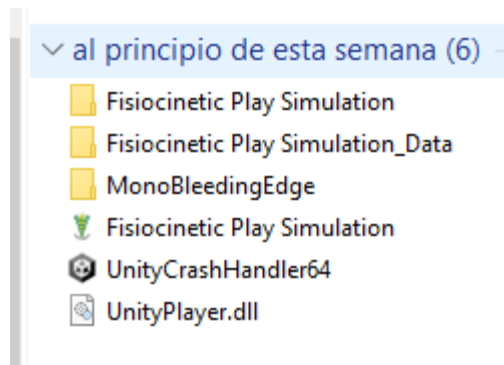 al principio de esta semana (6)
Fisiocinetic Play Simulation
Fisiocinetic Play Simulation_Data
MonoBleedingEdge
Fisiocinetic Play Simulation
UnityCrashHandler64
UnityPlayer.dll